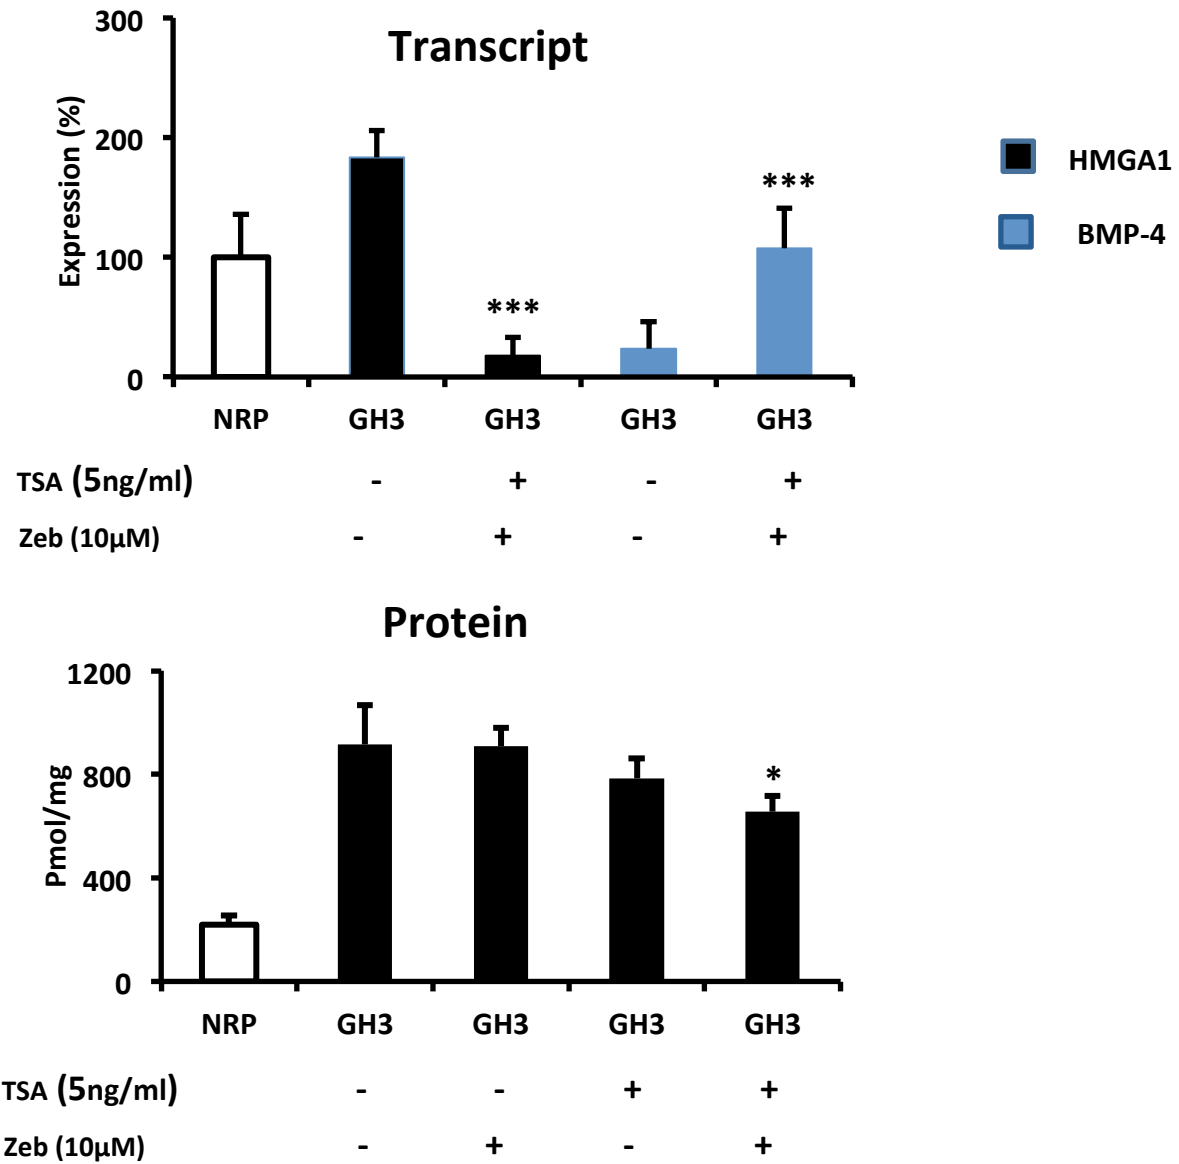 Transcript
300
200
100
0
Expression (%)
***
***
HMGA1
BMP-4
NRP GH3 GH3 GH3 GH3
TSA (5ng/ml) - + - +
Zeb (10µM) - + - +
Protein
1200
800
400
0
Pmol/mg
*
NRP GH3 GH3 GH3 GH3
TSA (5ng/ml) - - + +
Zeb (10µM) - + - +